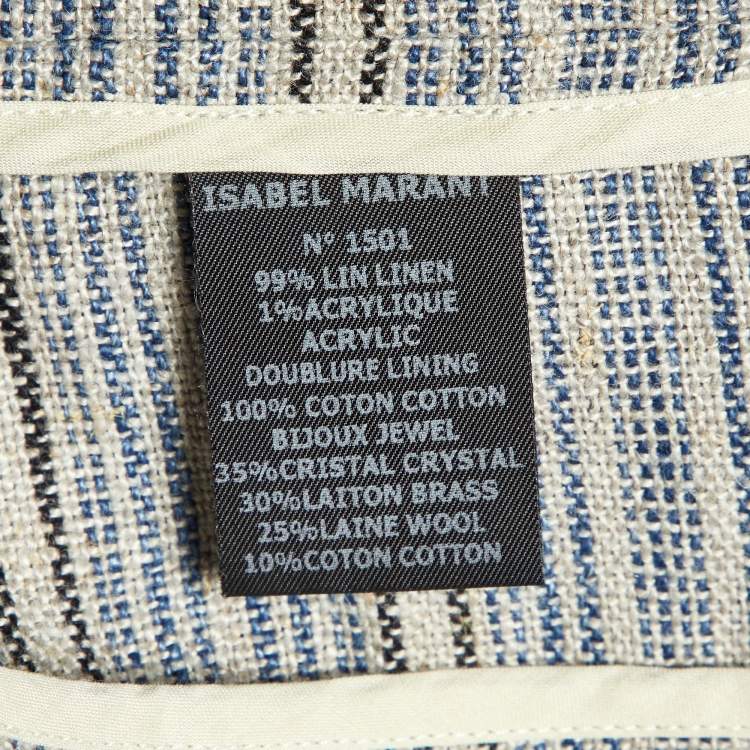 ISABEL MARANT
N° 1501
99% LIN LINEN
1%ACRYLIQUE
ACRYLIC
DOUBLURE LINING
100% COTON COTTON
BIJOUX JEWEL
35%CRISTAL CRYSTAL
30%LAITON BRASS
25%LAINE WOOL
10%COTON COTTON